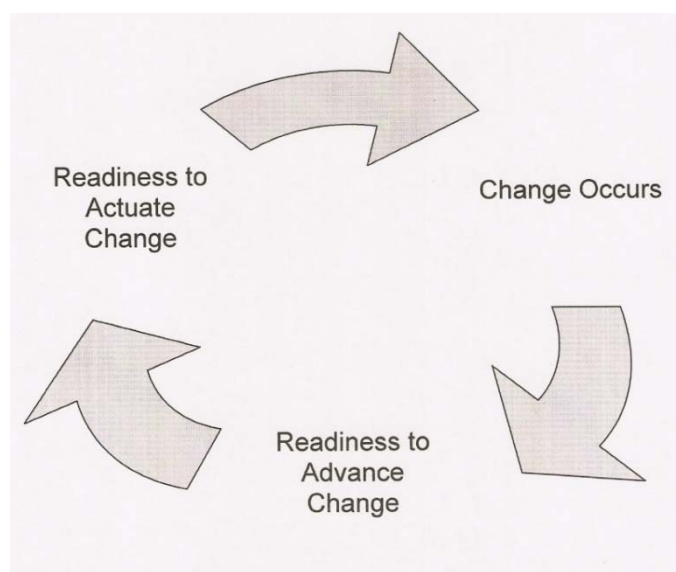 Readiness to
Actuate
Change
Change Occurs
Readiness to
Advance
Change